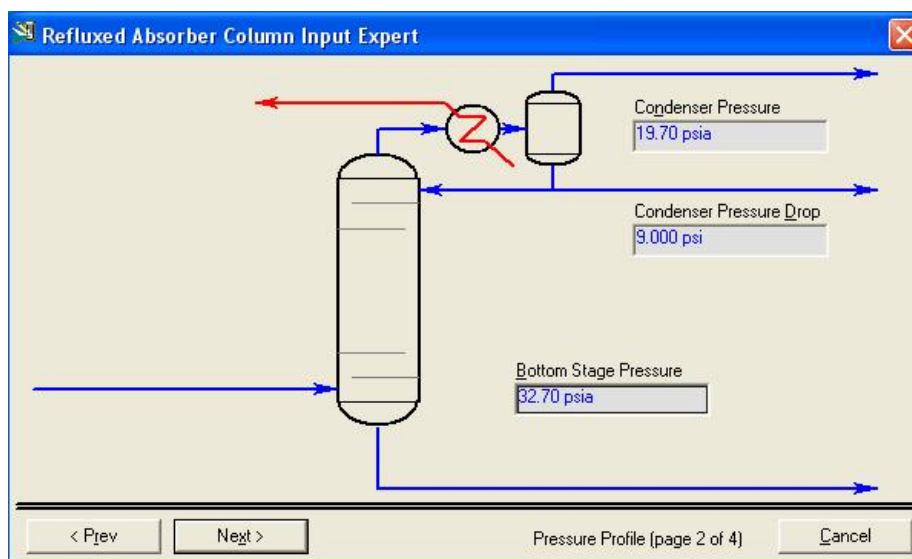 Refluxed Absorber Column Input Expert
Condenser Pressure
19.70 psia
Condenser Pressure Drop
9.000 psi
Bottom Stage Pressure
32.70 psia
< Prev
Next >
Pressure Profile (page 2 of 4)
Cancel